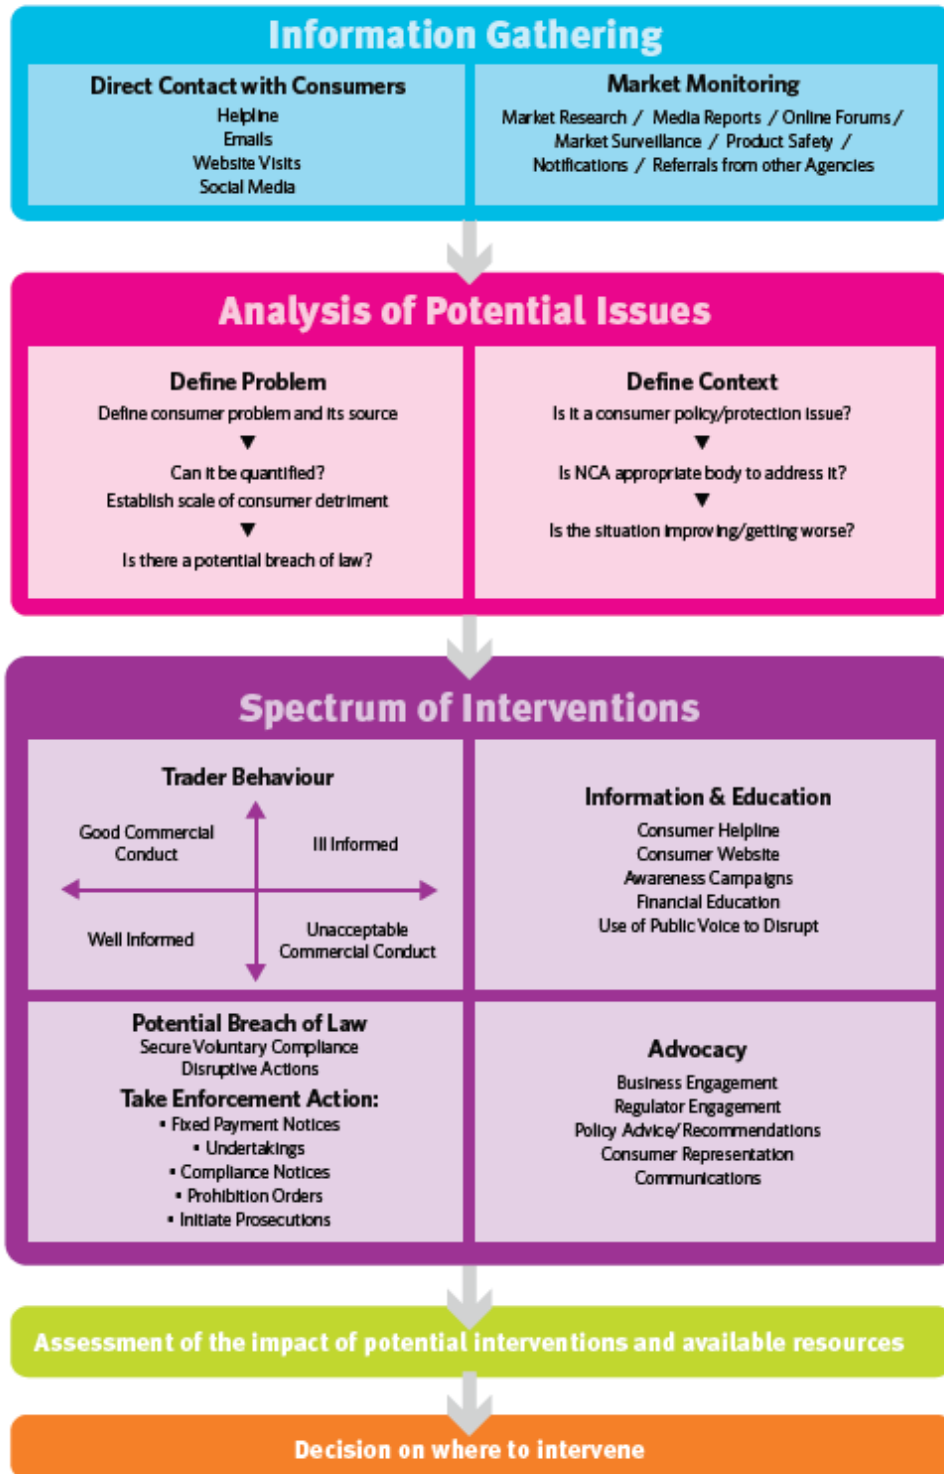 Information Gathering
Direct Contact with Consumers
Helpline
Emails
Website Visits
Social Media
Market Monitoring
Market Research / Media Reports / Online Forums /
Market Surveillance / Product Safety /
Notifications / Referrals from other Agencies
Analysis of Potential Issues
Define Problem
Define consumer problem and its source
▼
Can it be quantified?
Establish scale of consumer detriment
▼
Is there a potential breach of law?
Define Context
Is it a consumer policy/protection issue?
▼
Is NCA appropriate body to address it?
▼
Is the situation improving/getting worse?
Spectrum of Interventions
Trader Behaviour
Good Commercial
Conduct
Ill Informed
Well Informed
Unacceptable
Commercial Conduct
Information & Education
Consumer Helpline
Consumer Website
Awareness Campaigns
Financial Education
Use of Public Voice to Disrupt
Potential Breach of Law
Secure Voluntary Compliance
Disruptive Actions
Take Enforcement Action:
▪ Fixed Payment Notices
▪ Undertakings
▪ Compliance Notices
▪ Prohibition Orders
▪ Initiate Prosecutions
Advocacy
Business Engagement
Regulator Engagement
Policy Advice/Recommendations
Consumer Representation
Communications
Assessment of the impact of potential interventions and available resources
Decision on where to intervene